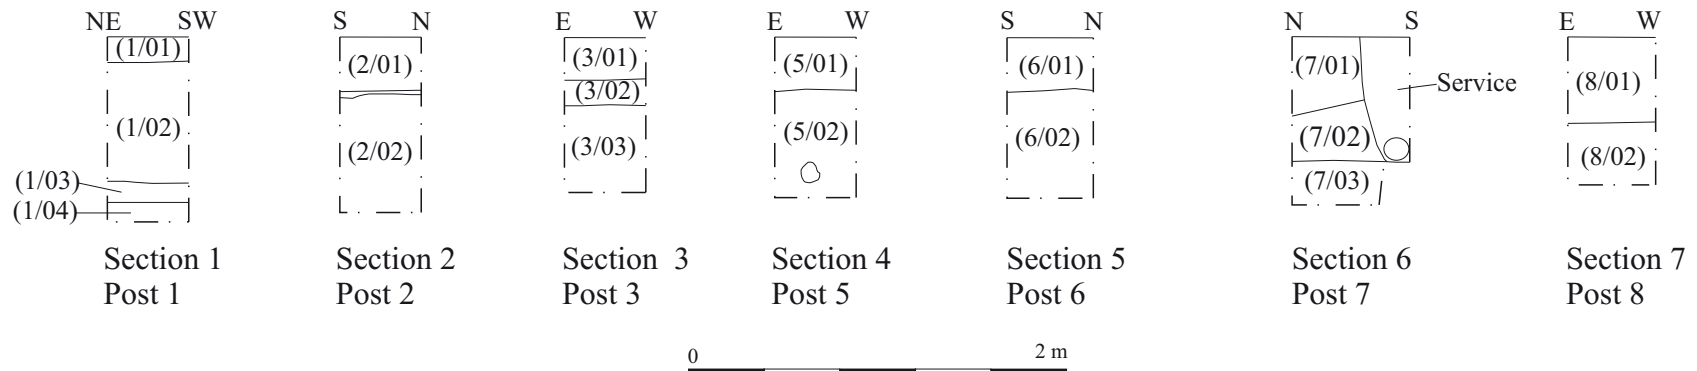 NE SW S N E W E W S N N S E W
(1/01) (2/01) (3/01) (5/01) (6/01) (7/01) Service (8/01)
(3/02)
(1/02) (2/02) (3/03) (5/02) (6/02) (7/02) (8/02)
(1/03) (7/03)
(1/04)
Section 1 Section 2 Section 3 Section 4 Section 5 Section 6 Section 7
Post 1 Post 2 Post 3 Post 5 Post 6 Post 7 Post 8
0 2 m